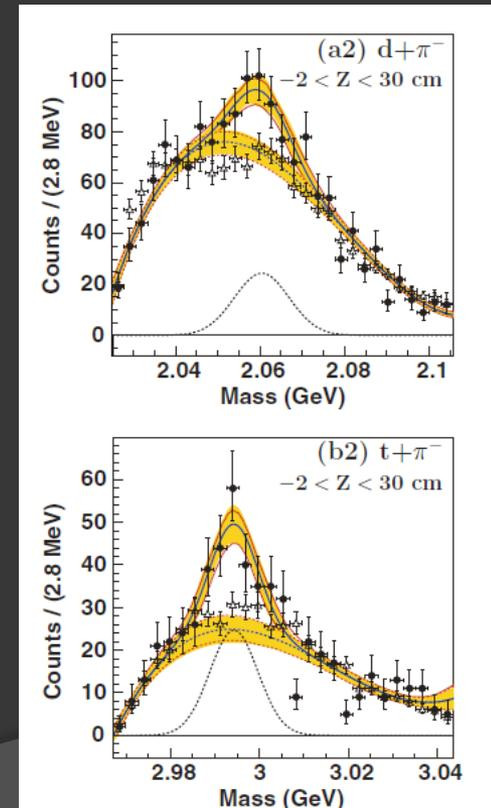 (a2) d+π⁻
−2 < Z < 30 cm
Counts / (2.8 MeV)
100
80
60
40
20
0
2.04 2.06 2.08 2.1
Mass (GeV)
(b2) t+π⁻
−2 < Z < 30 cm
Counts / (2.8 MeV)
60
50
40
30
20
10
0
2.98 3 3.02 3.04
Mass (GeV)